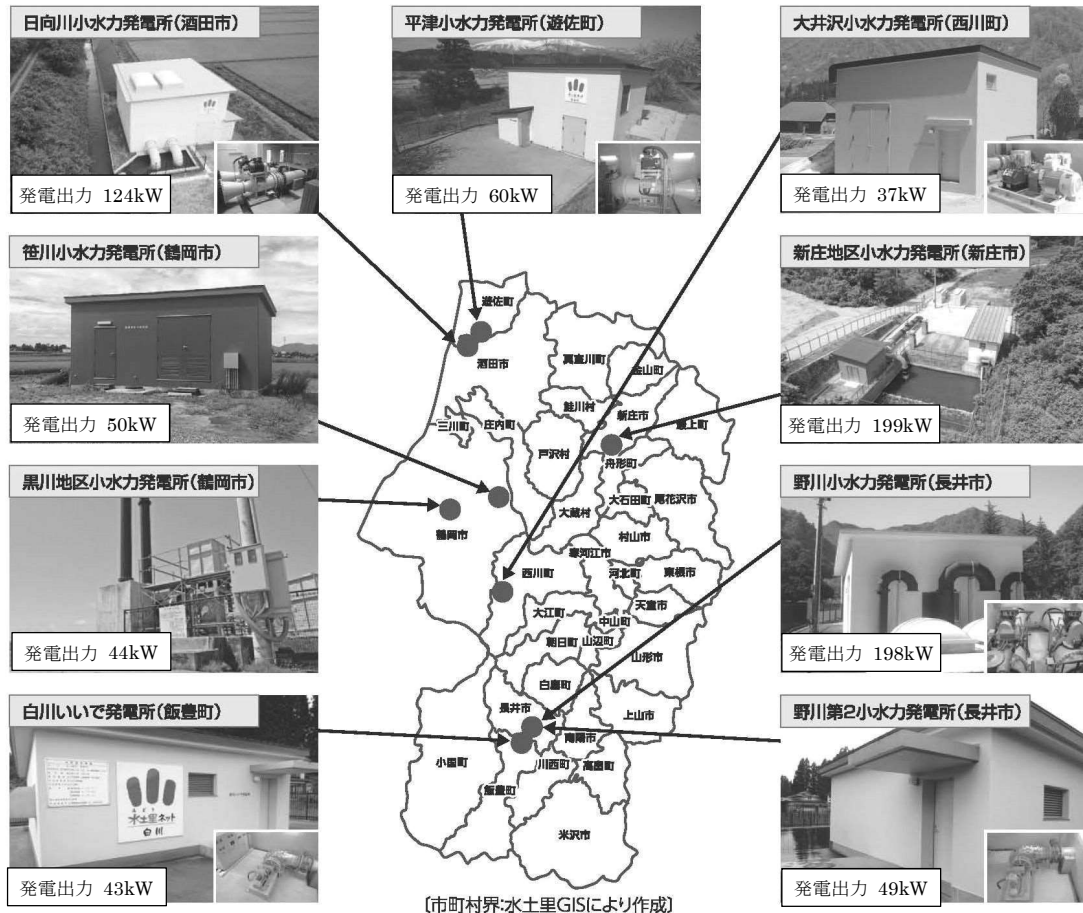 日向川小水力発電所(酒田市)
発電出力 124kW
平津小水力発電所(遊佐町)
発電出力 60kW
大井沢小水力発電所(西川町)
発電出力 37kW
笹川小水力発電所(鶴岡市)
発電出力 50kW
新庄地区小水力発電所(新庄市)
発電出力 199kW
黒川地区小水力発電所(鶴岡市)
発電出力 44kW
野川小水力発電所(長井市)
発電出力 198kW
白川いいで発電所(飯豊町)
水土里ネット
白川
発電出力 43kW
野川第2小水力発電所(長井市)
発電出力 49kW
遊佐町
酒田市
真室川町
金山町
鮭川村
新庄市
最上町
三川町
庄内町
戸沢村
舟形町
大蔵村
大石田町
尾花沢市
鶴岡市
村山市
寒河江市
西川町
河北町
東根市
大江町
天童市
中山町
朝日町
山辺町
山形市
白鷹町
長井市
上山市
南陽市
小国町
川西町
高畠町
飯豊町
米沢市
〔市町村界:水土里GISにより作成〕